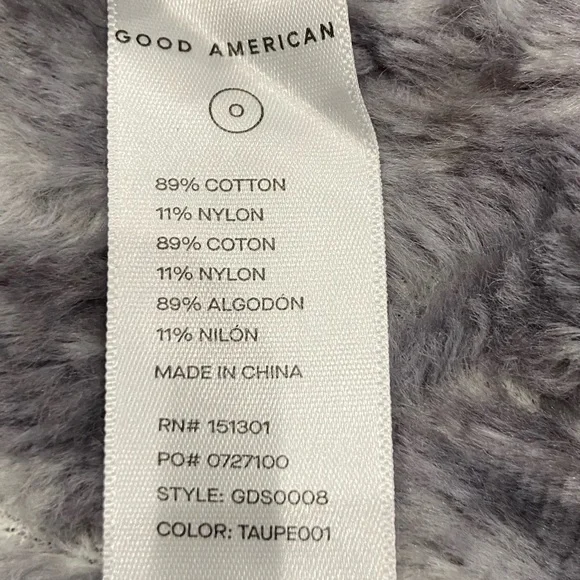 GOOD AMERICAN
0
89% COTTON
11% NYLON
89% COTON
11% NYLON
89% ALGODÓN
11% NILÓN
MADE IN CHINA
RN# 151301
PO# 0727100
STYLE: GDS0008
COLOR: TAUPE001